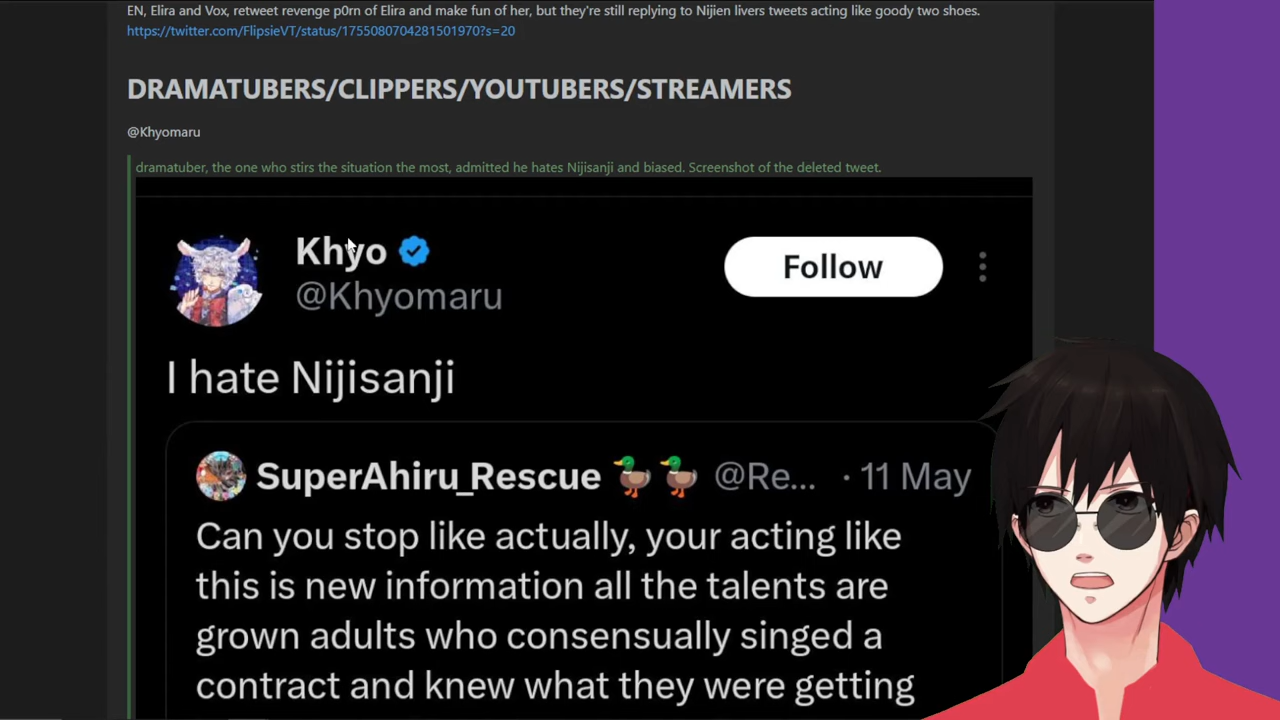 EN, Elira and Vox, retweet revenge p0rn of Elira and make fun of her, but they're still replying to Nijien livers tweets acting like goody two shoes.
https://twitter.com/FlipsieVT/status/1755080704281501970?s=20
DRAMATUBERS/CLIPPERS/YOUTUBERS/STREAMERS
@Khyomaru
dramatuber, the one who stirs the situation the most, admitted he hates Nijisanji and biased. Screenshot of the deleted tweet.
Khyo
@Khyomaru
Follow
I hate Nijisanji
SuperAhiru_Rescue 🦆🦆 @Re... · 11 May
Can you stop like actually, your acting like
this is new information all the talents are
grown adults who consensually singed a
contract and knew what they were getting